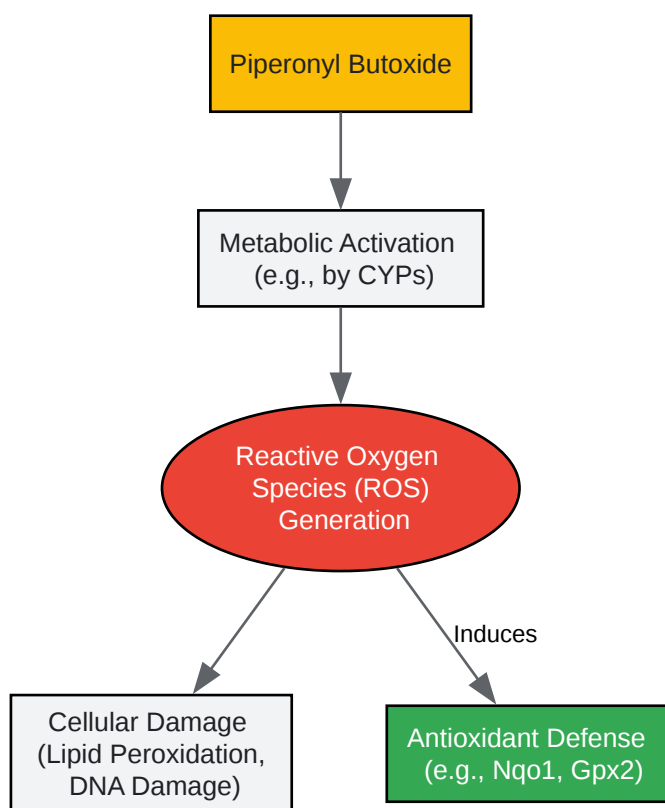 Piperonyl Butoxide
Metabolic Activation
(e.g., by CYPs)
Reactive Oxygen
Species (ROS)
Generation
Induces
Cellular Damage
(Lipid Peroxidation,
DNA Damage)
Antioxidant Defense
(e.g., Nqo1, Gpx2)